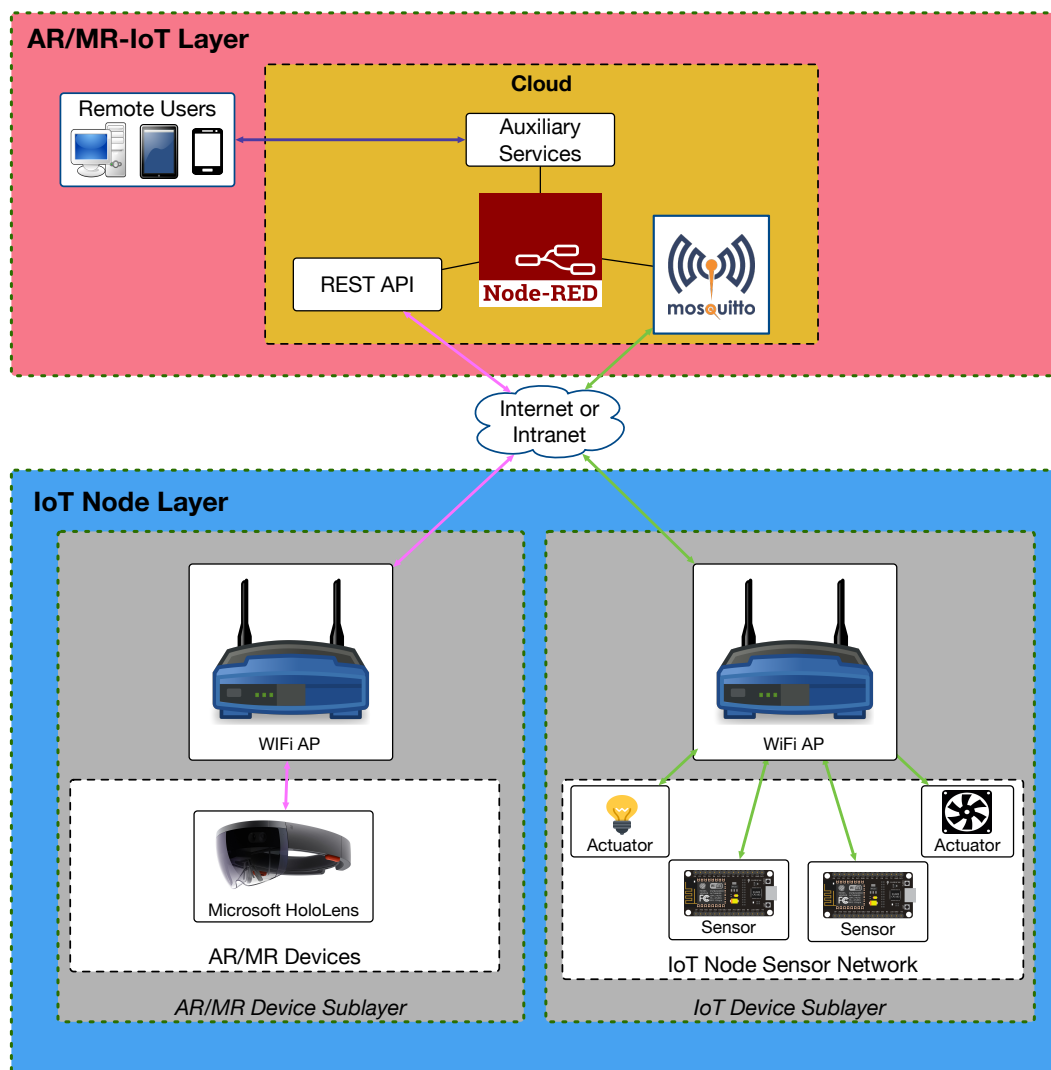 AR/MR-IoT Layer
Cloud
Remote Users
Auxiliary
Services
REST API
Node-RED
mosquitto
Internet or
Intranet
IoT Node Layer
WIFi AP
WiFi AP
Microsoft HoloLens
AR/MR Devices
AR/MR Device Sublayer
Actuator
Actuator
Sensor
Sensor
IoT Node Sensor Network
IoT Device Sublayer